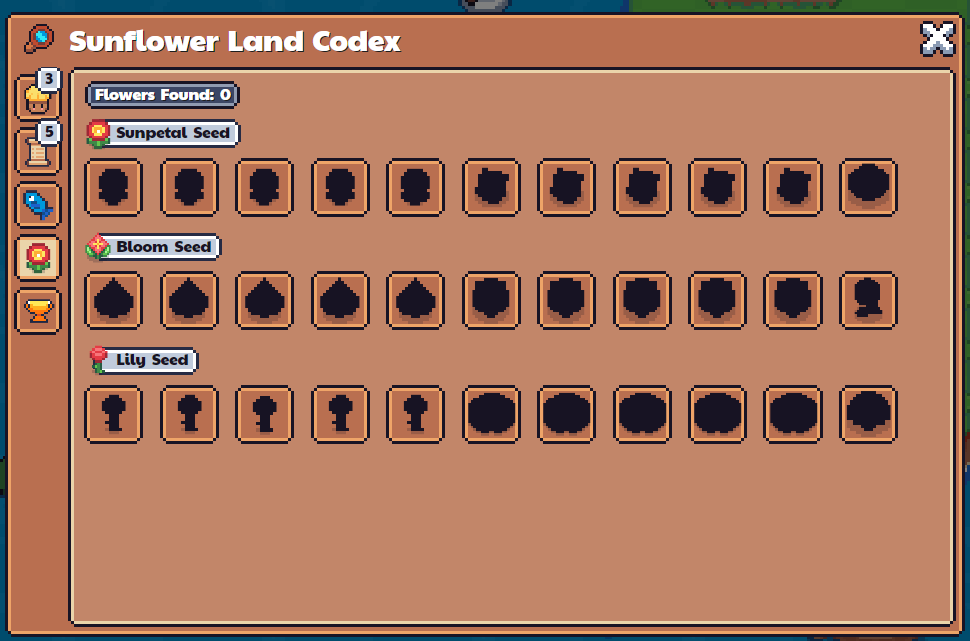 Sunflower Land Codex
3
5
Flowers Found: 0
Sunpetal Seed
Bloom Seed
Lily Seed